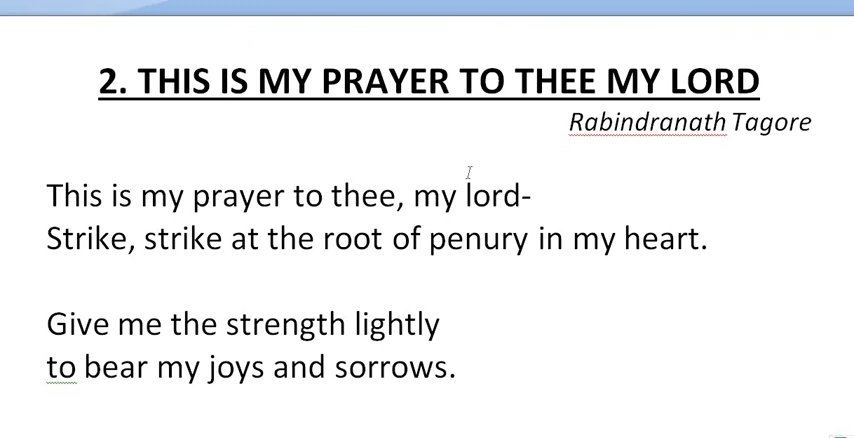 2. THIS IS MY PRAYER TO THEE MY LORD
Rabindranath Tagore
This is my prayer to thee, my lord-
Strike, strike at the root of penury in my heart.
Give me the strength lightly
to bear my joys and sorrows.